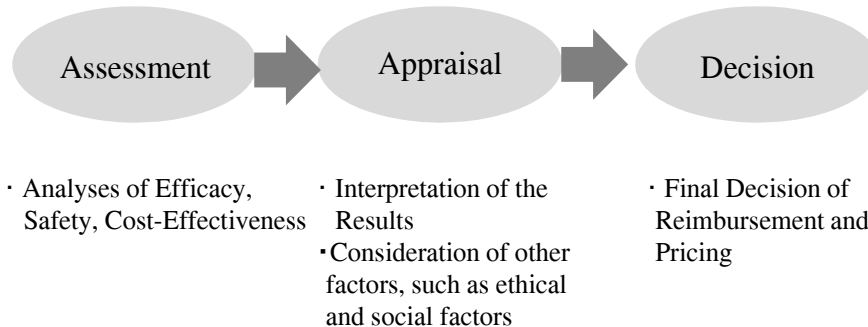 Assessment
Appraisal
Decision
・Analyses of Efficacy,
Safety, Cost-Effectiveness
・Interpretation of the
Results
・Consideration of other
factors, such as ethical
and social factors
・Final Decision of
Reimbursement and
Pricing